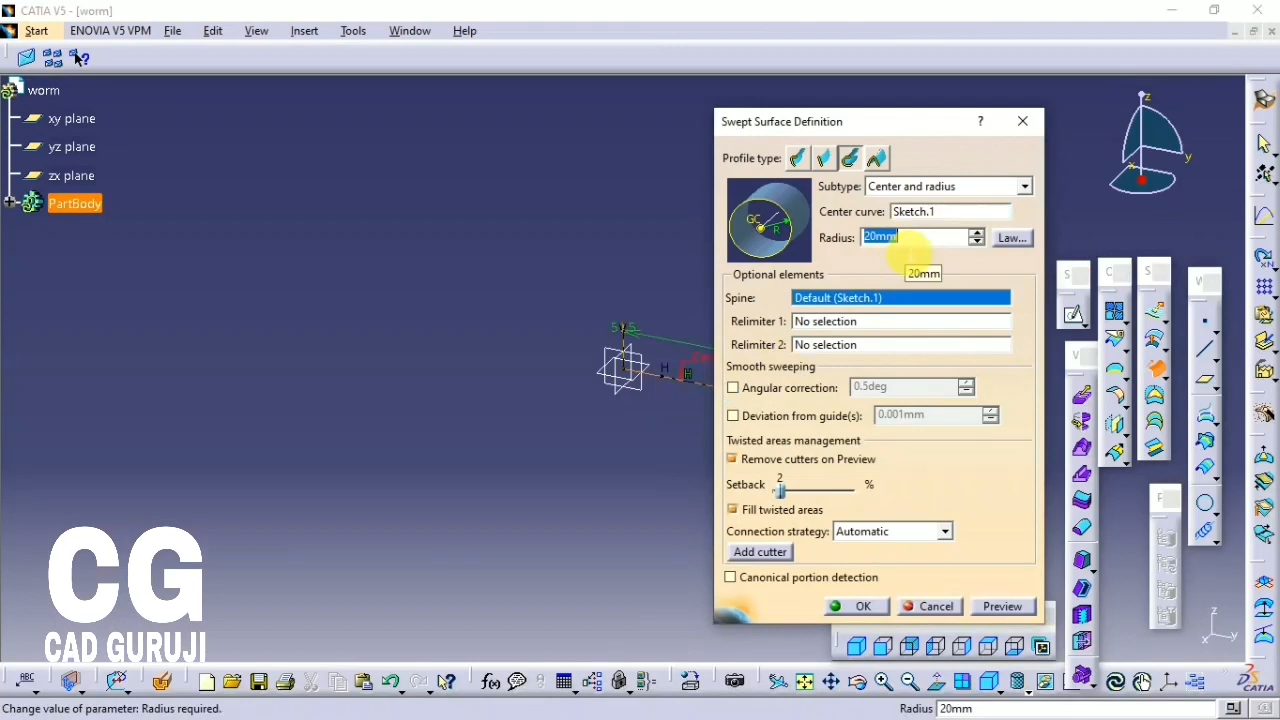 CATIA V5 - [worm]
Start ENOVIA V5 VPM File Edit View Insert Tools Window Help
worm
xy plane
yz plane
zx plane
PartBody
Swept Surface Definition
Profile type:
Subtype: Center and radius
Center curve: Sketch.1
GC R
Radius: 20mm Law...
20mm
Optional elements
Spine: Default (Sketch.1)
Relimiter 1: No selection
Relimiter 2: No selection
Smooth sweeping
Angular correction: 0.5deg
Deviation from guide(s): 0.001mm
Twisted areas management
Remove cutters on Preview
2
Setback %
Fill twisted areas
Connection strategy: Automatic
Add cutter
Canonical portion detection
OK Cancel Preview
z
y
x
S C S W
V
F
H H
z
x y
CG
CAD GURUJI
ABC f(x)
DS CATIA
Change value of parameter: Radius required. Radius 20mm